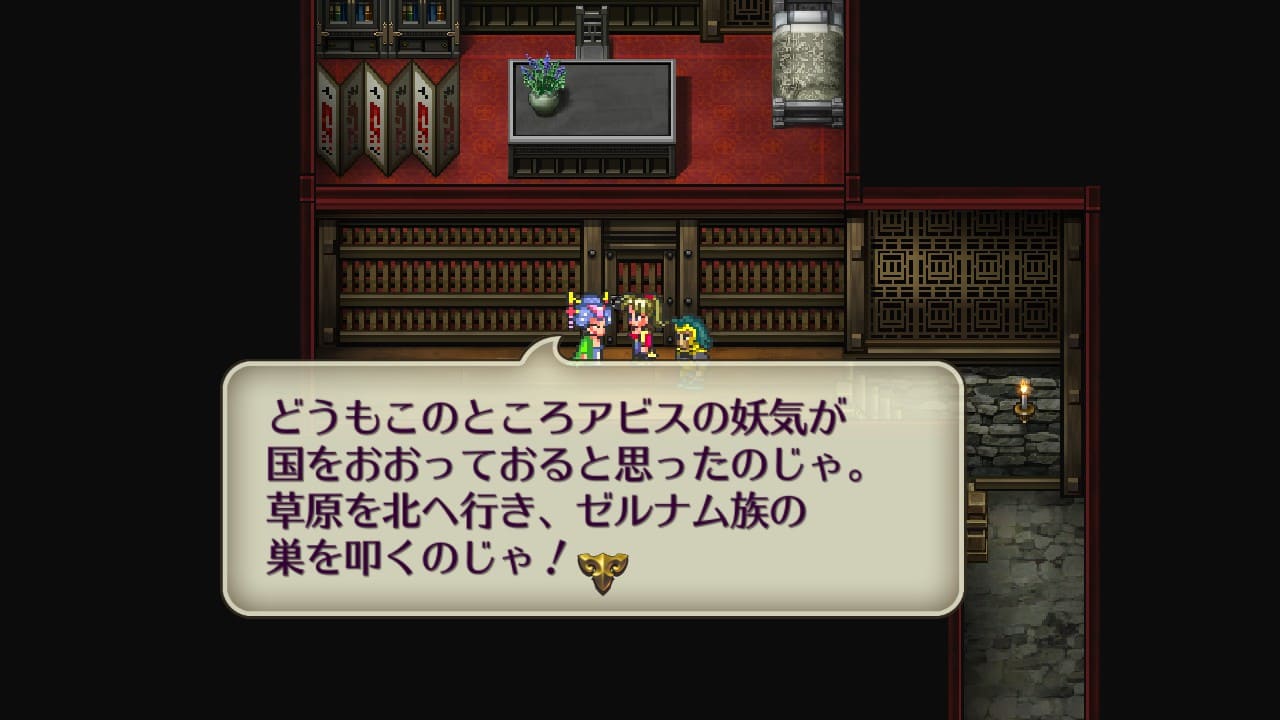 どうもこのところアビスの妖気が
国をおおっておると思ったのじゃ。
草原を北へ行き、ゼルナム族の
巣を叩くのじゃ！